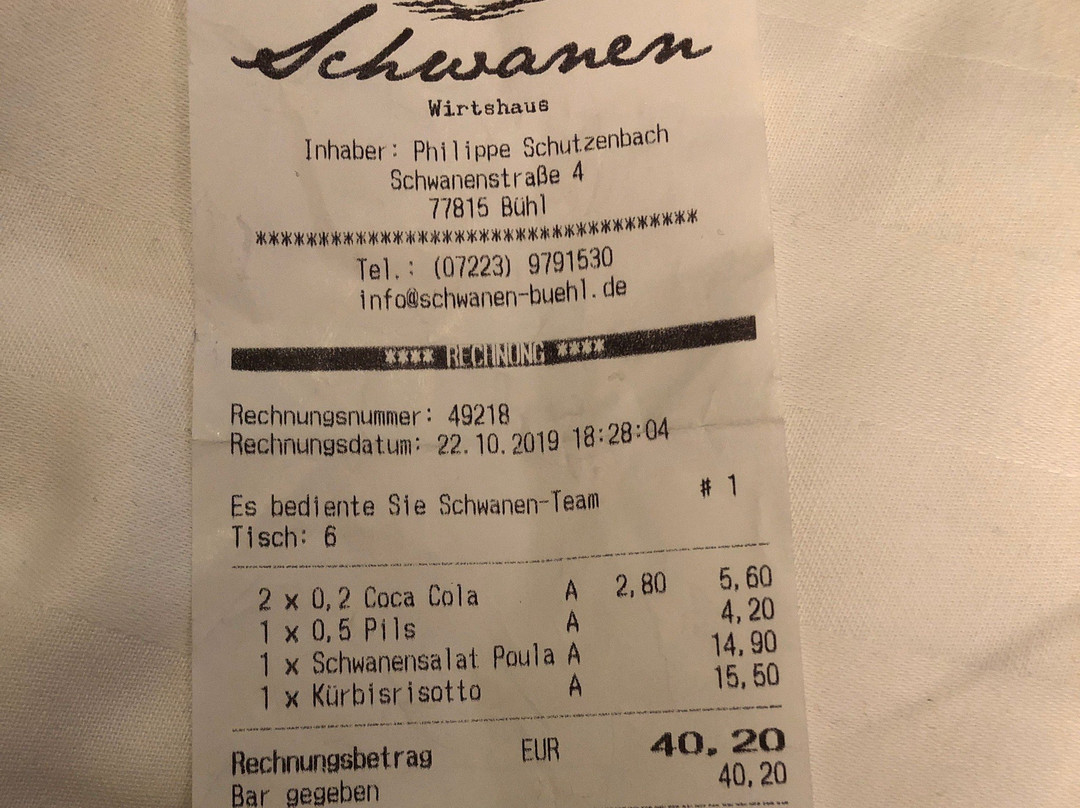 Schwanen
Wirtshaus
Inhaber: Philippe Schutzenbach
Schwanenstraße 4
77815 Bühl
***********************************
Tel.: (07223) 9791530
info@schwanen-buehl.de
**** RECHNUNG ****
Rechnungsnummer: 49218
Rechnungsdatum: 22.10.2019 18:28:04
Es bediente Sie Schwanen-Team # 1
Tisch: 6
2 x 0,2 Coca Cola A 2,80 5,60
1 x 0,5 Pils A 4,20
1 x Schwanensalat Poula A 14,90
1 x Kürbisrisotto A 15,50
Rechnungsbetrag EUR 40,20
Bar gegeben 40,20